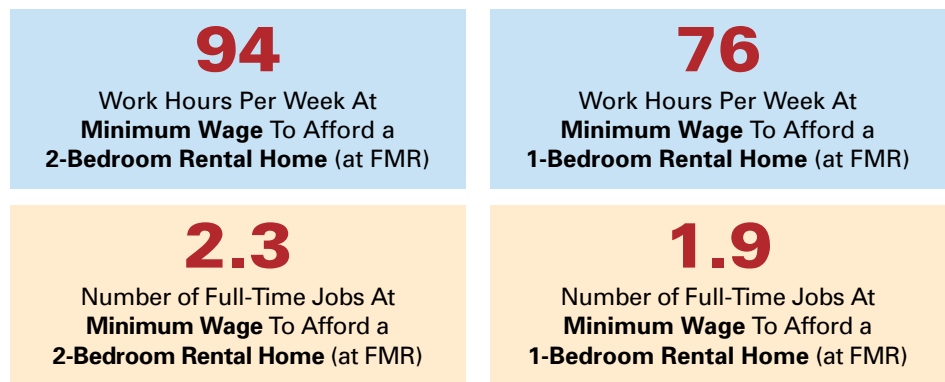 94
Work Hours Per Week At
Minimum Wage To Afford a
2-Bedroom Rental Home (at FMR)
76
Work Hours Per Week At
Minimum Wage To Afford a
1-Bedroom Rental Home (at FMR)
2.3
Number of Full-Time Jobs At
Minimum Wage To Afford a
2-Bedroom Rental Home (at FMR)
1.9
Number of Full-Time Jobs At
Minimum Wage To Afford a
1-Bedroom Rental Home (at FMR)